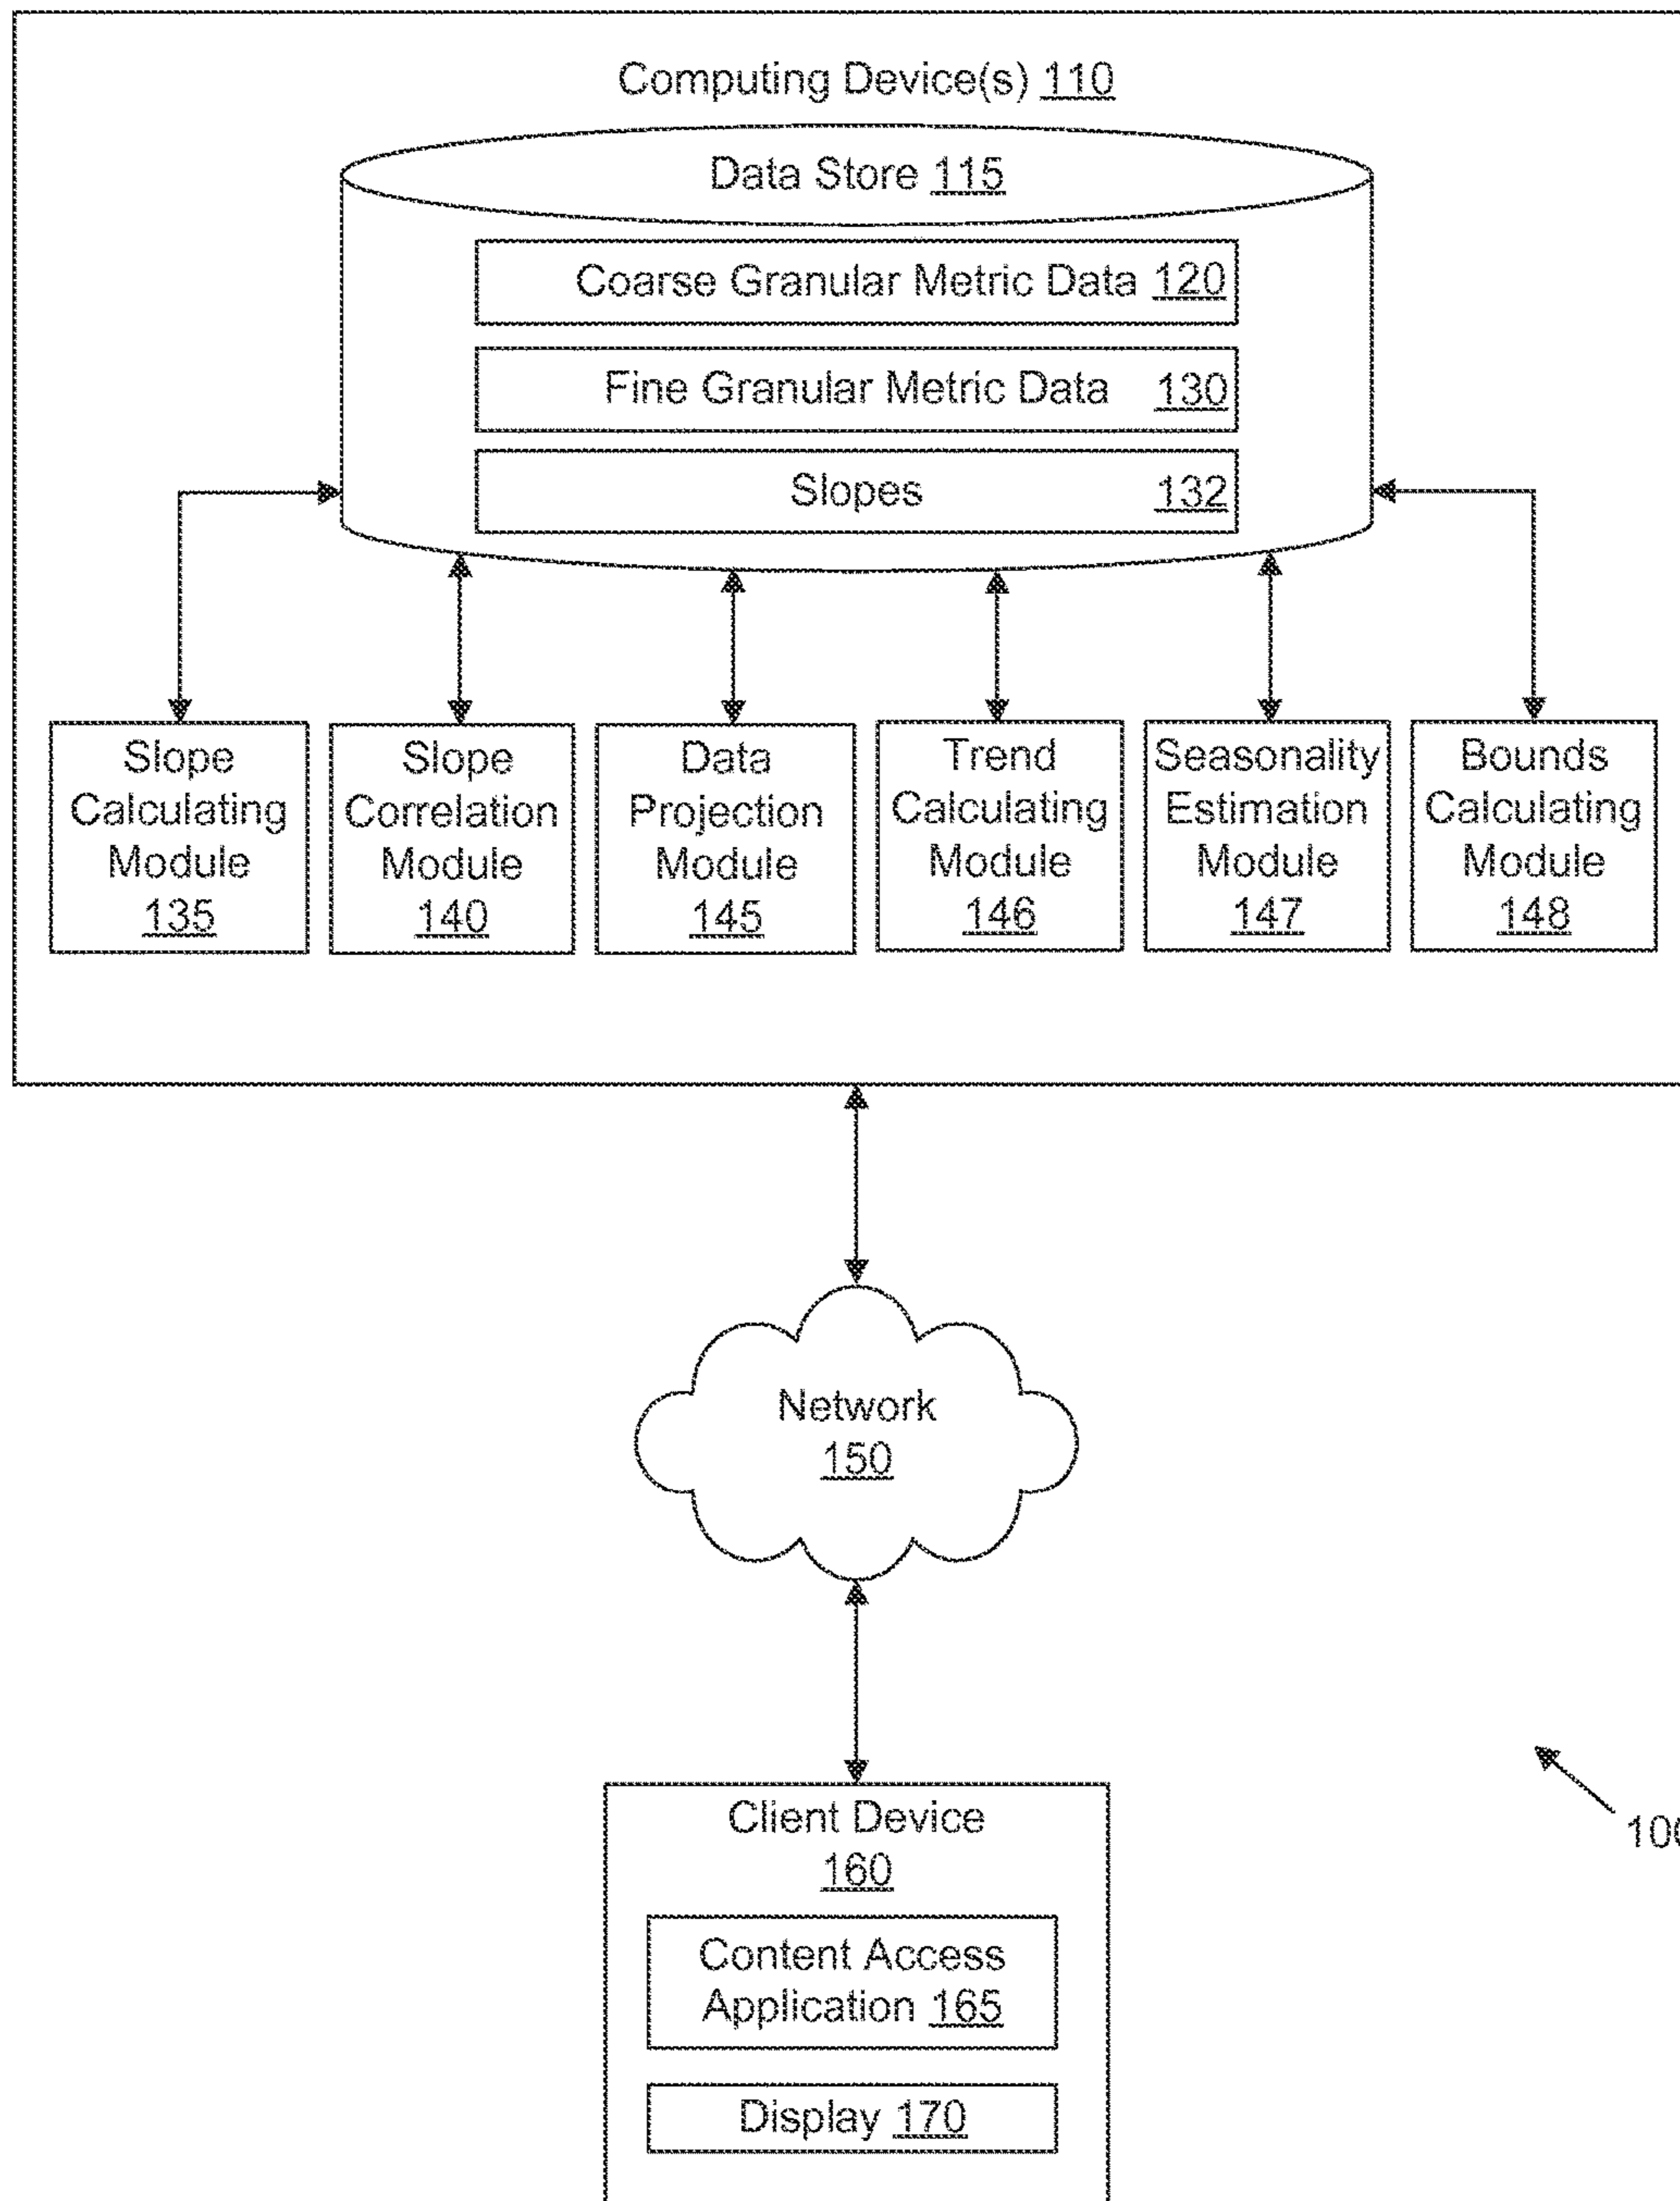 Computing Device(s) 110
Data Store 115
Coarse Granular Metric Data 120
Fine Granular Metric Data 130
Slopes 132
Slope
Calculating
Module
135
Slope
Correlation
Module
140
Data
Projection
Module
145
Trend
Calculating
Module
146
Seasonality
Estimation
Module
147
Bounds
Calculating
Module
148
Network
150
Client Device
160
100
Content Access
Application 165
Display 170